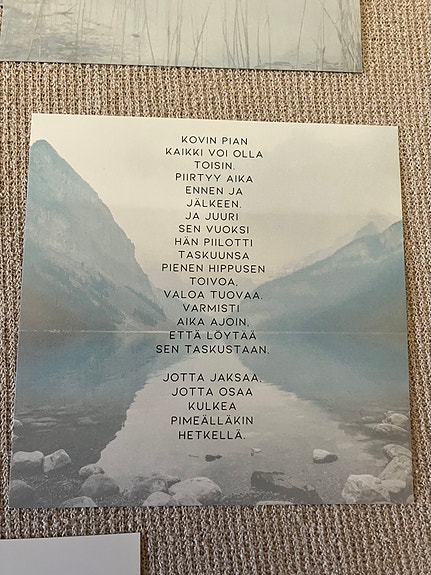 KOVIN PIAN
KAIKKI VOI OLLA
TOISIN.
PIIRTYY AIKA
ENNEN JA
JÄLKEEN.
JA JUURI
SEN VUOKSI
HÄN PIILOTTI
TASKUUNSA
PIENEN HIPPUSEN
TOIVOA,
VALOA TUOVAA.
VARMISTI
AIKA AJOIN,
ETTÄ LÖYTÄÄ
SEN TASKUSTAAN.
JOTTA JAKSAA.
JOTTA OSAA
KULKEA
PIMEÄLLÄKIN
HETKELLÄ.